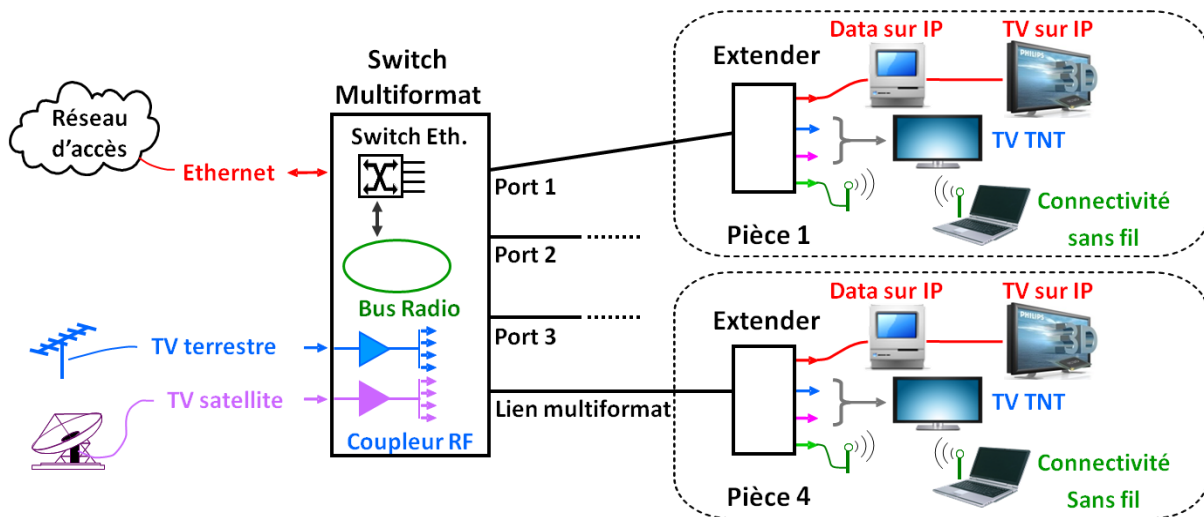 Réseau
d'accès
Ethernet
TV terrestre
TV satellite
Switch
Multiformat
Switch Eth.
Bus Radio
Coupleur RF
Port 1
Port 2
Port 3
Lien multiformat
Extender
Data sur IP
TV sur IP
PHILIPS
3D
TV TNT
Connectivité
sans fil
Pièce 1
Extender
Data sur IP
TV sur IP
PHILIPS
3D
TV TNT
Connectivité
Sans fil
Pièce 4